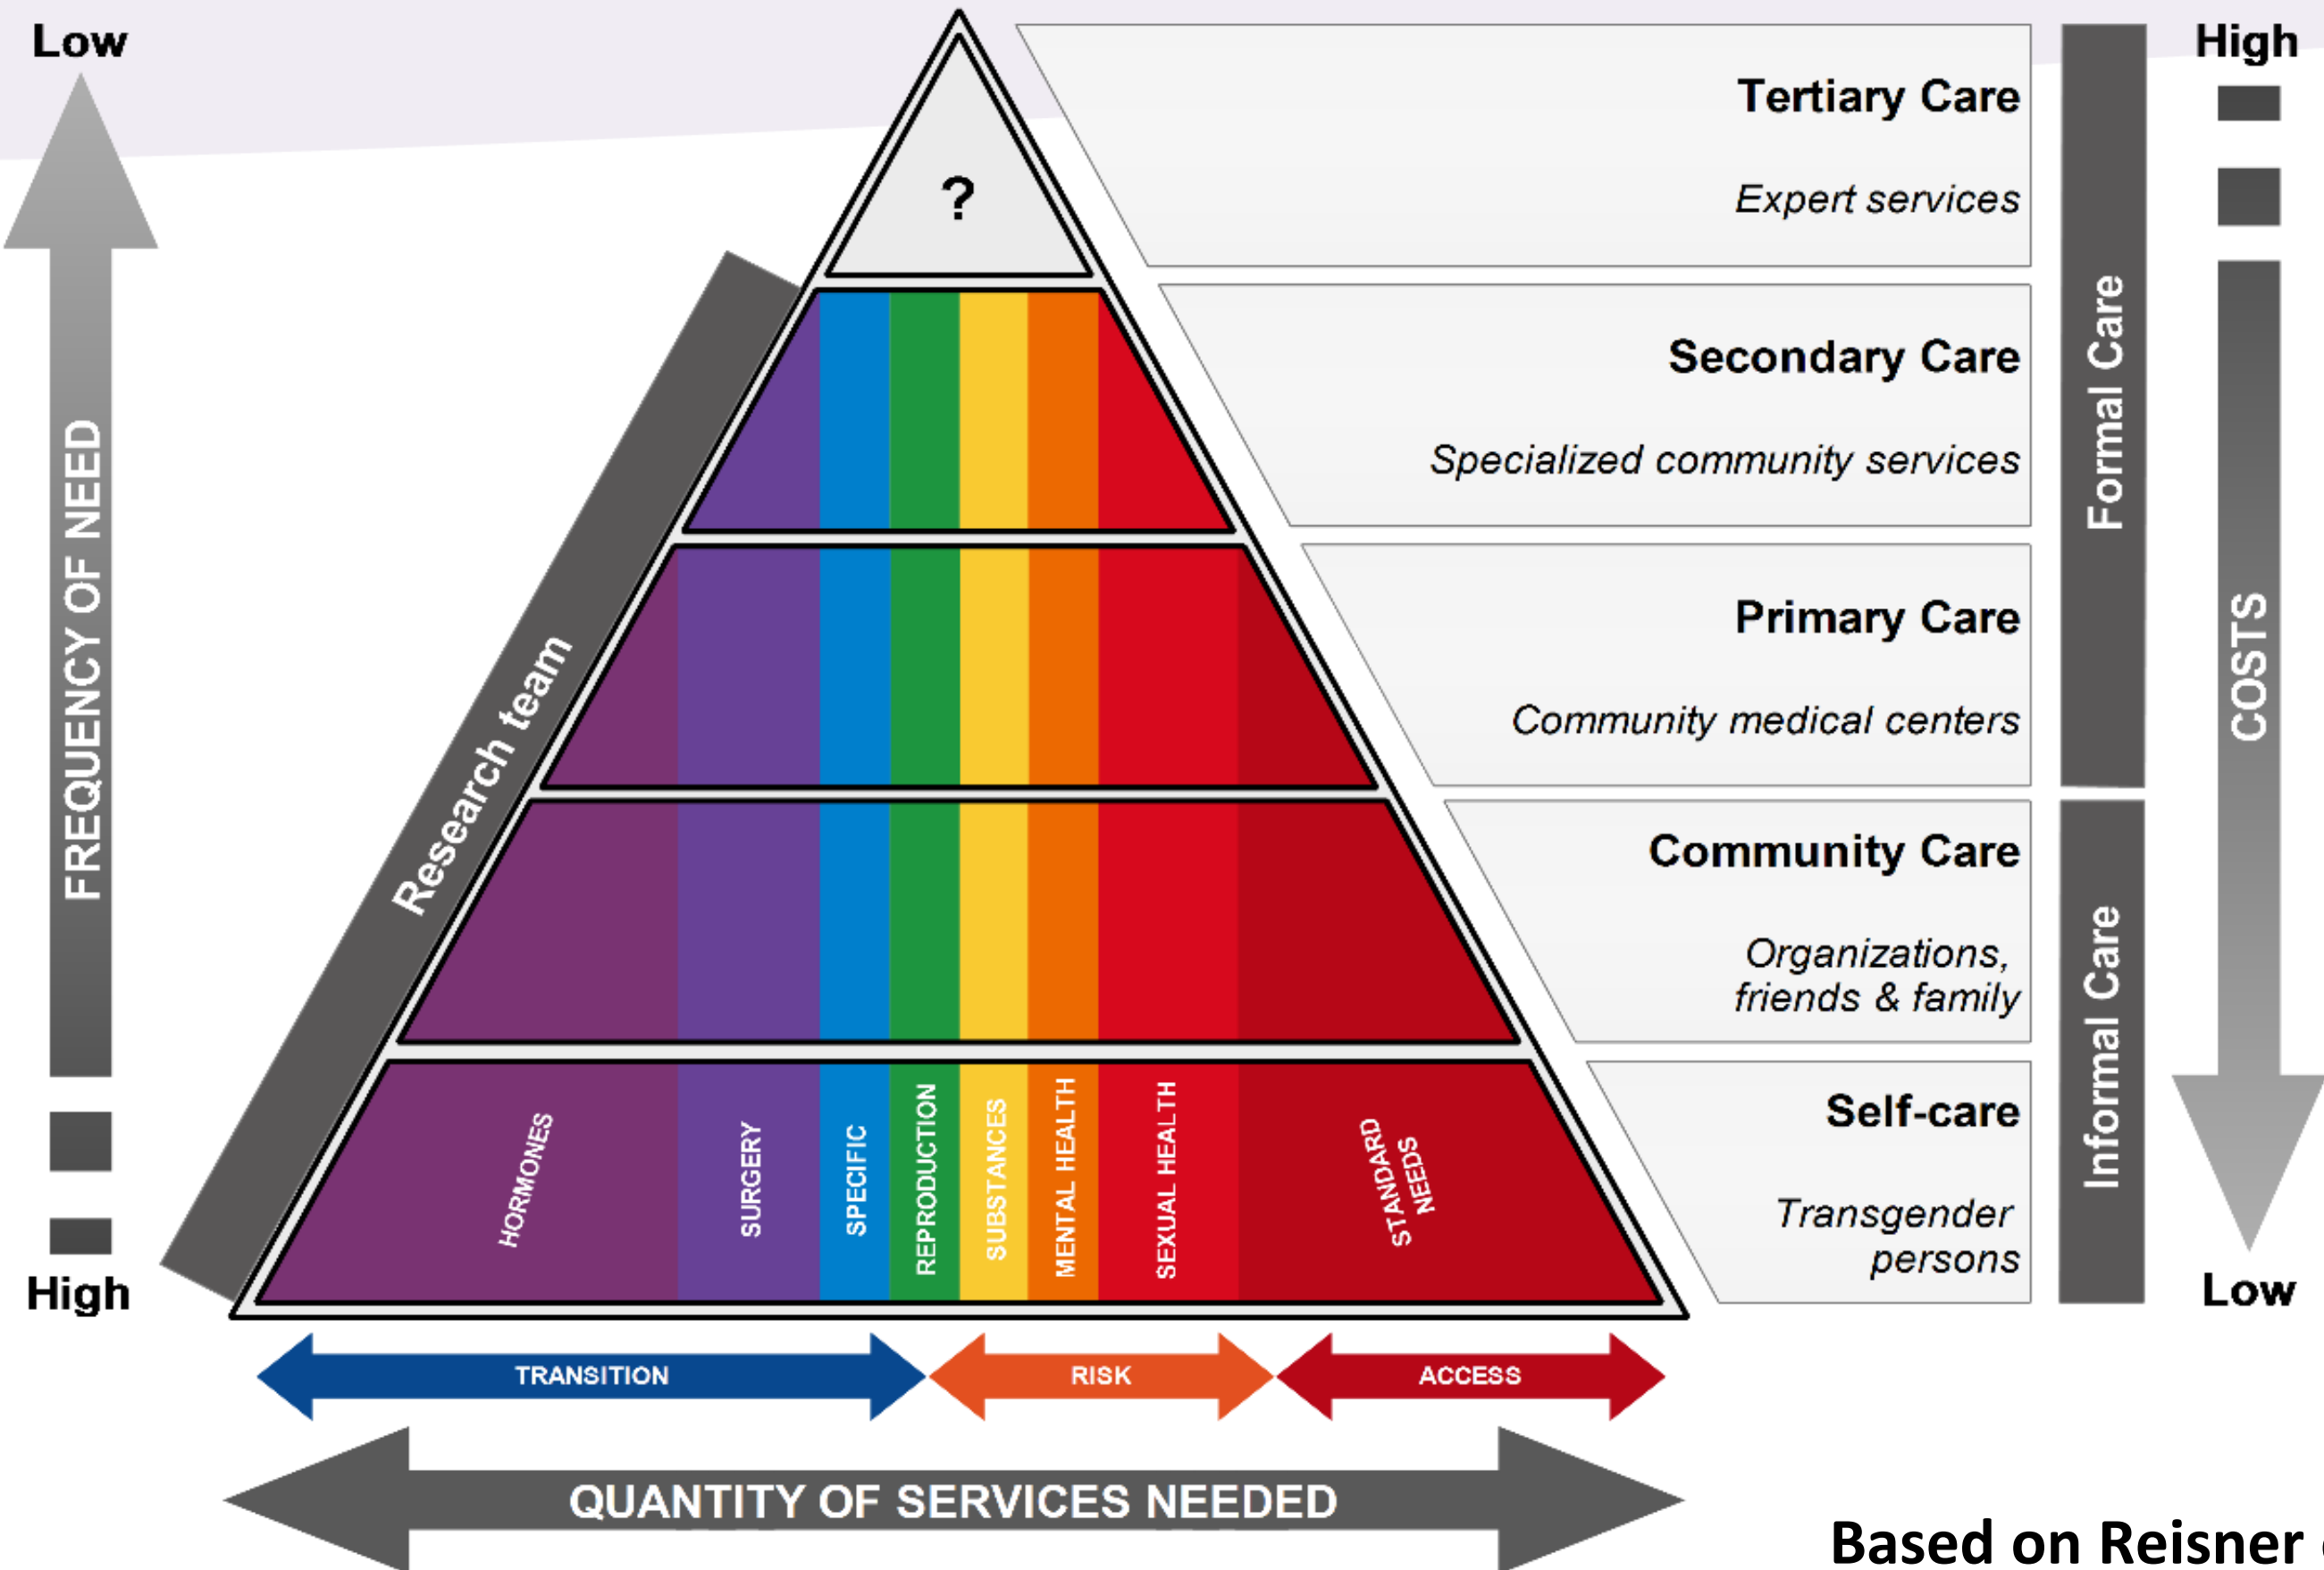 Low
High
?
Tertiary Care
Expert services
Secondary Care
Specialized community services
Primary Care
Community medical centers
Community Care
Organizations,
friends & family
Self-care
Transgender
persons
Formal Care
Informal Care
FREQUENCY OF NEED
High
Research team
COSTS
Low
HORMONES
SURGERY
SPECIFIC
REPRODUCTION
SUBSTANCES
MENTAL HEALTH
SEXUAL HEALTH
STANDARD
NEEDS
TRANSITION
RISK
ACCESS
QUANTITY OF SERVICES NEEDED
Based on Reisner